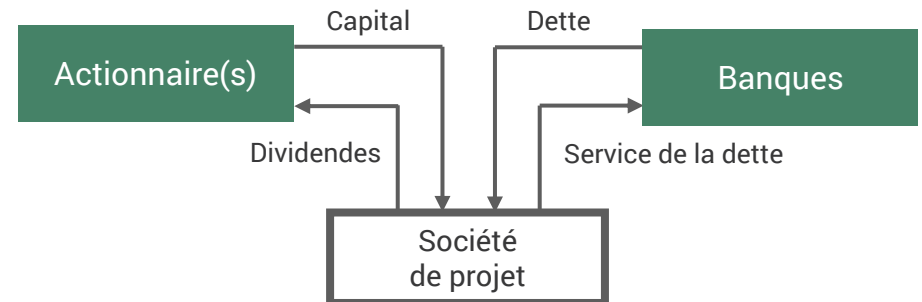 Capital
Dette
Actionnaire(s)
Banques
Dividendes
Service de la dette
Société
de projet